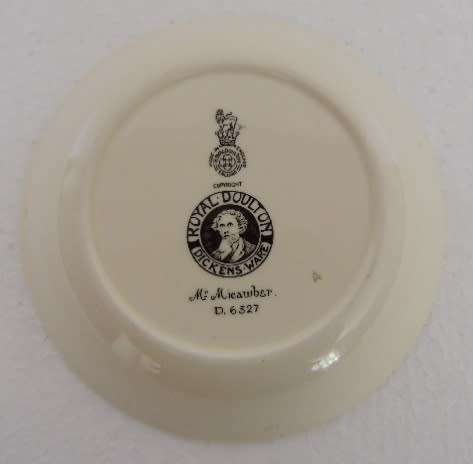 COPYRIGHT
ROYAL·DOULTON
DICKENS·WARE
Mr Micawber.
D. 6327